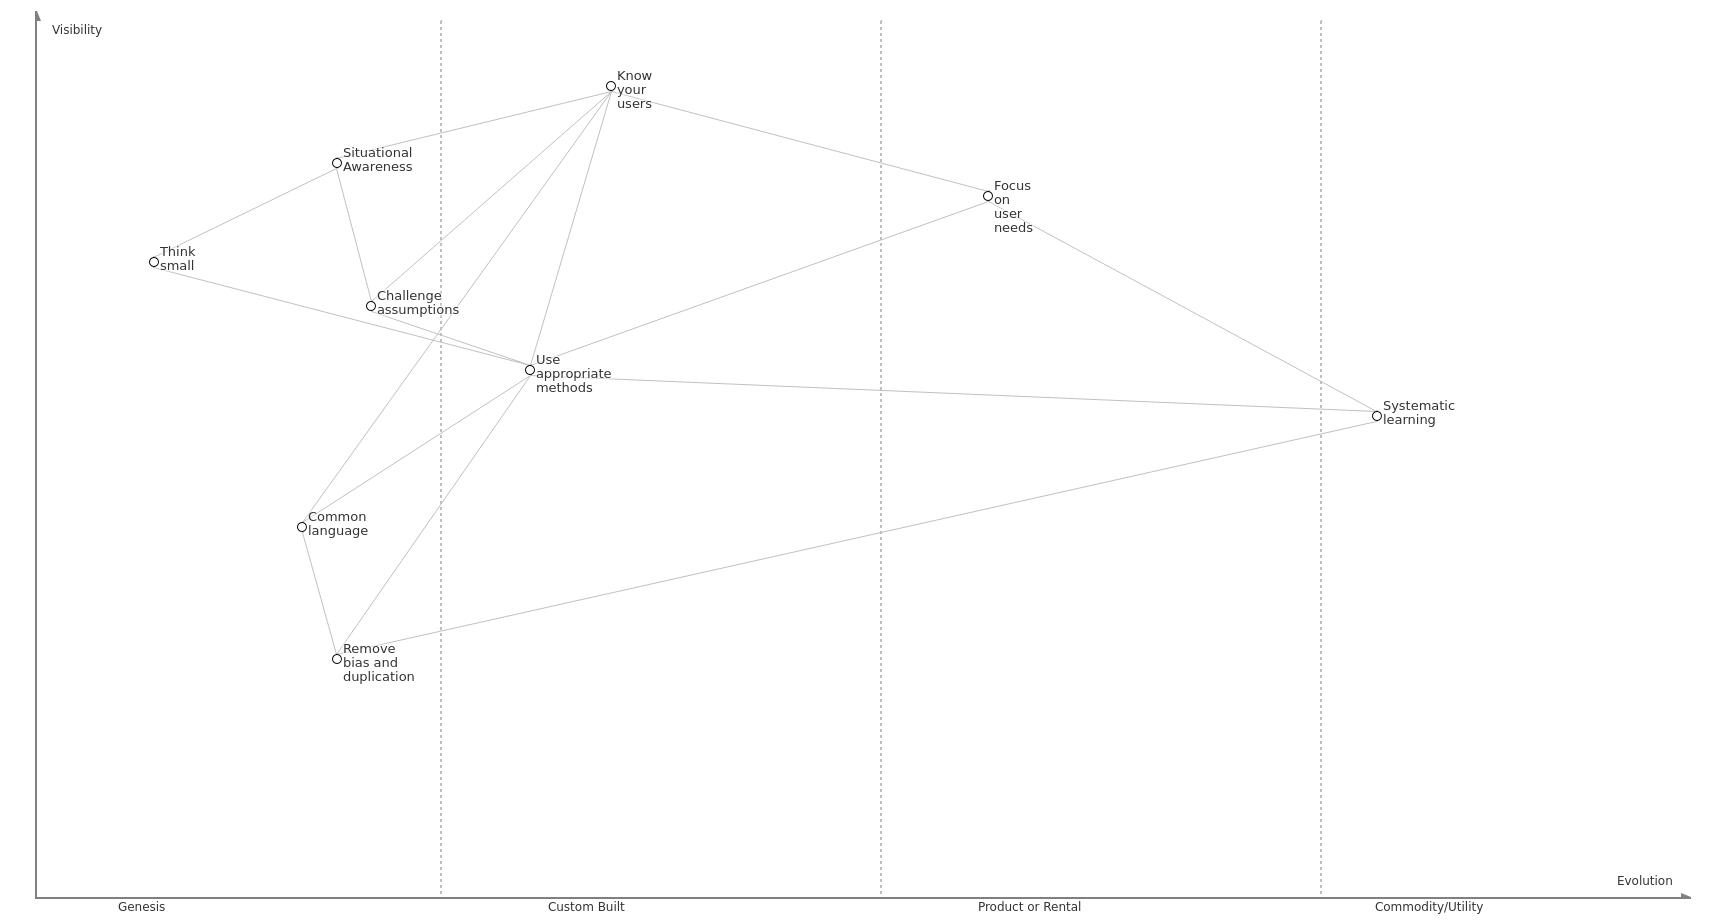 Visibility
Know
your
users
Situational
Awareness
Focus
on
user
needs
Think
small
Challenge
assumptions
Use
appropriate
methods
Systematic
learning
Common
language
Remove
bias and
duplication
Evolution
Genesis
Custom Built
Product or Rental
Commodity/Utility